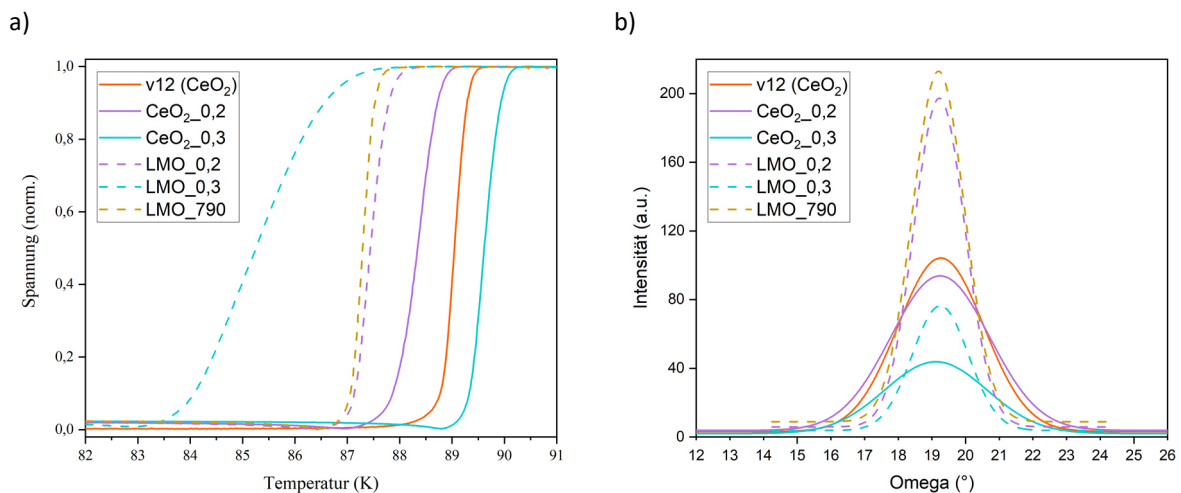 a)
1,0
0,8
0,6
0,4
0,2
0,0
Spannung (norm.)
v12 (CeO₂)
CeO₂_0,2
CeO₂_0,3
LMO_0,2
LMO_0,3
LMO_790
82 83 84 85 86 87 88 89 90 91
Temperatur (K)
b)
200
160
120
80
40
0
Intensität (a.u.)
v12 (CeO₂)
CeO₂_0,2
CeO₂_0,3
LMO_0,2
LMO_0,3
LMO_790
12 13 14 15 16 17 18 19 20 21 22 23 24 25 26
Omega (°)